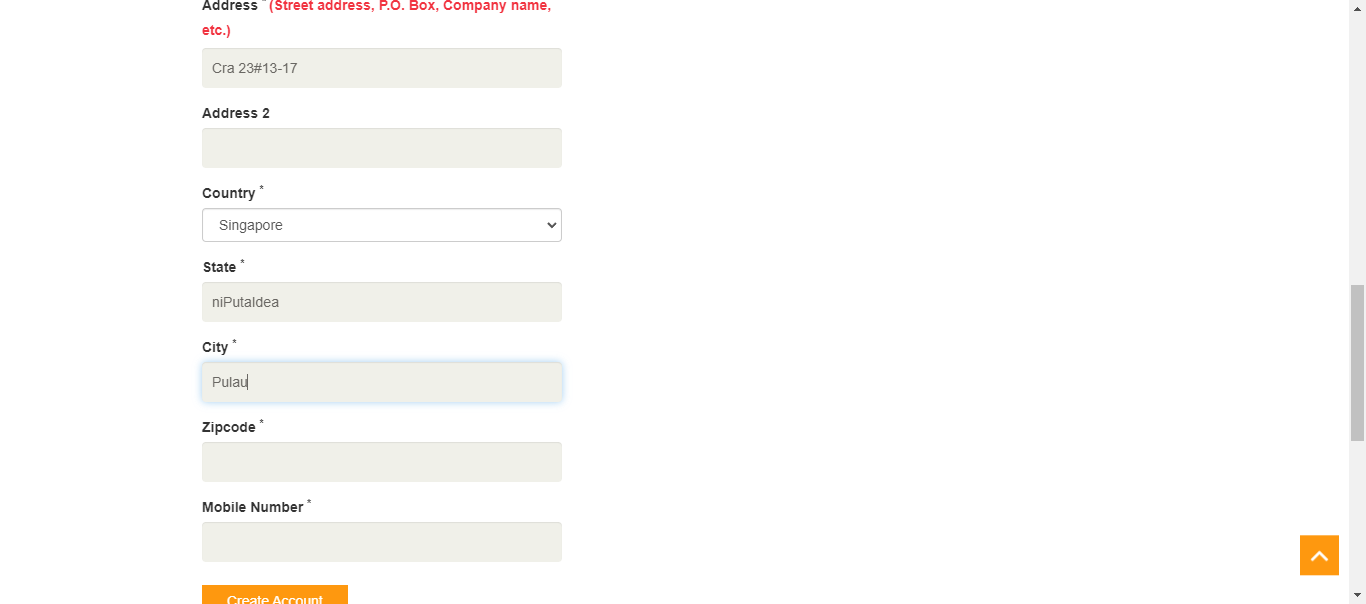 Address * (Street address, P.O. Box, Company name,
etc.)
Cra 23#13-17
Address 2
Country *
Singapore
State *
niPutaIdea
City *
Pulau
Zipcode *
Mobile Number *
Create Account